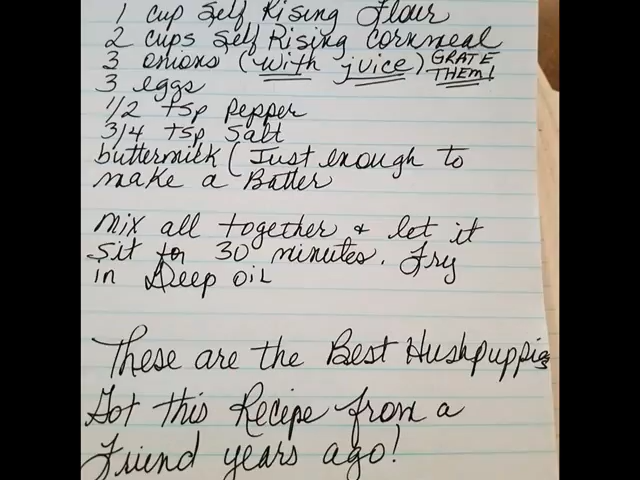 1 cup Self Rising Flour
2 cups Self Rising cornmeal
3 onions (with juice) GRATE THEM!
3 eggs
1/2 tsp pepper
3/4 tsp Salt
buttermilk (Just enough to
make a Batter
Mix all together & let it
Sit for 30 minutes. Fry
in Deep oil
These are the Best Hushpuppies
Got this Recipe from a
Friend years ago!